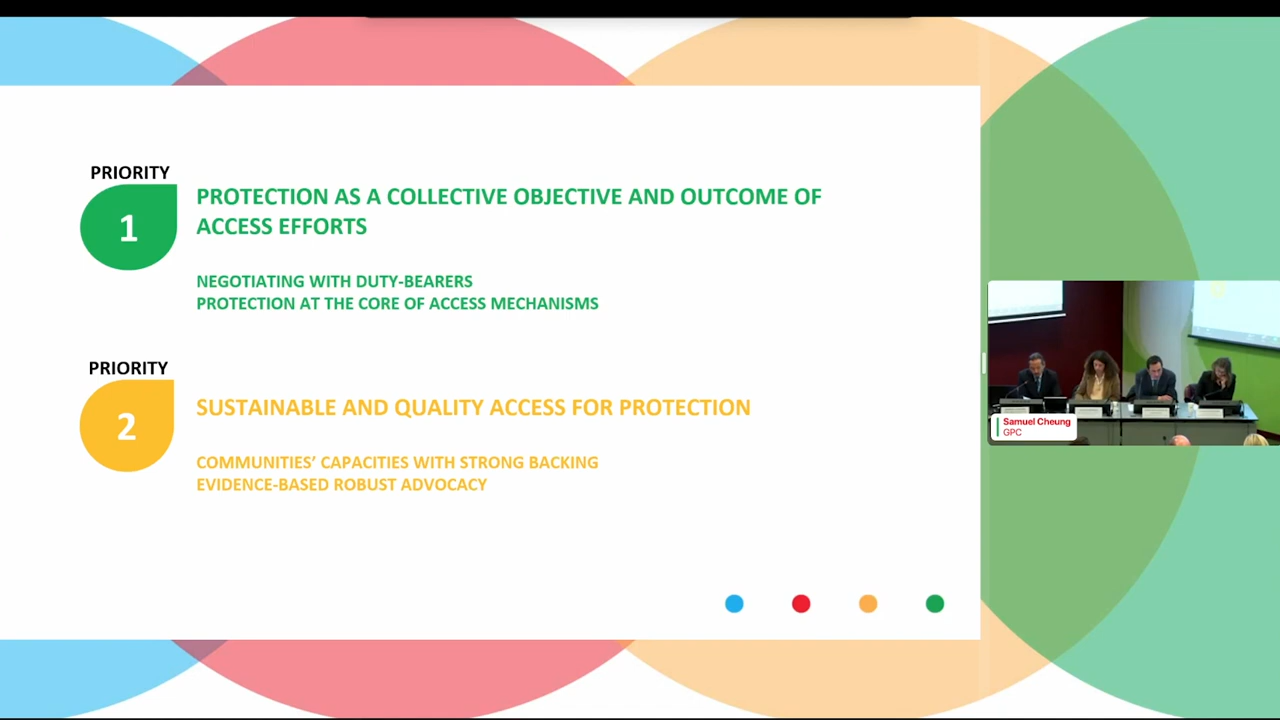 PRIORITY
1
PROTECTION AS A COLLECTIVE OBJECTIVE AND OUTCOME OF
ACCESS EFFORTS
NEGOTIATING WITH DUTY-BEARERS
PROTECTION AT THE CORE OF ACCESS MECHANISMS
PRIORITY
2
SUSTAINABLE AND QUALITY ACCESS FOR PROTECTION
COMMUNITIES’ CAPACITIES WITH STRONG BACKING
EVIDENCE-BASED ROBUST ADVOCACY
Samuel Cheung
GPC